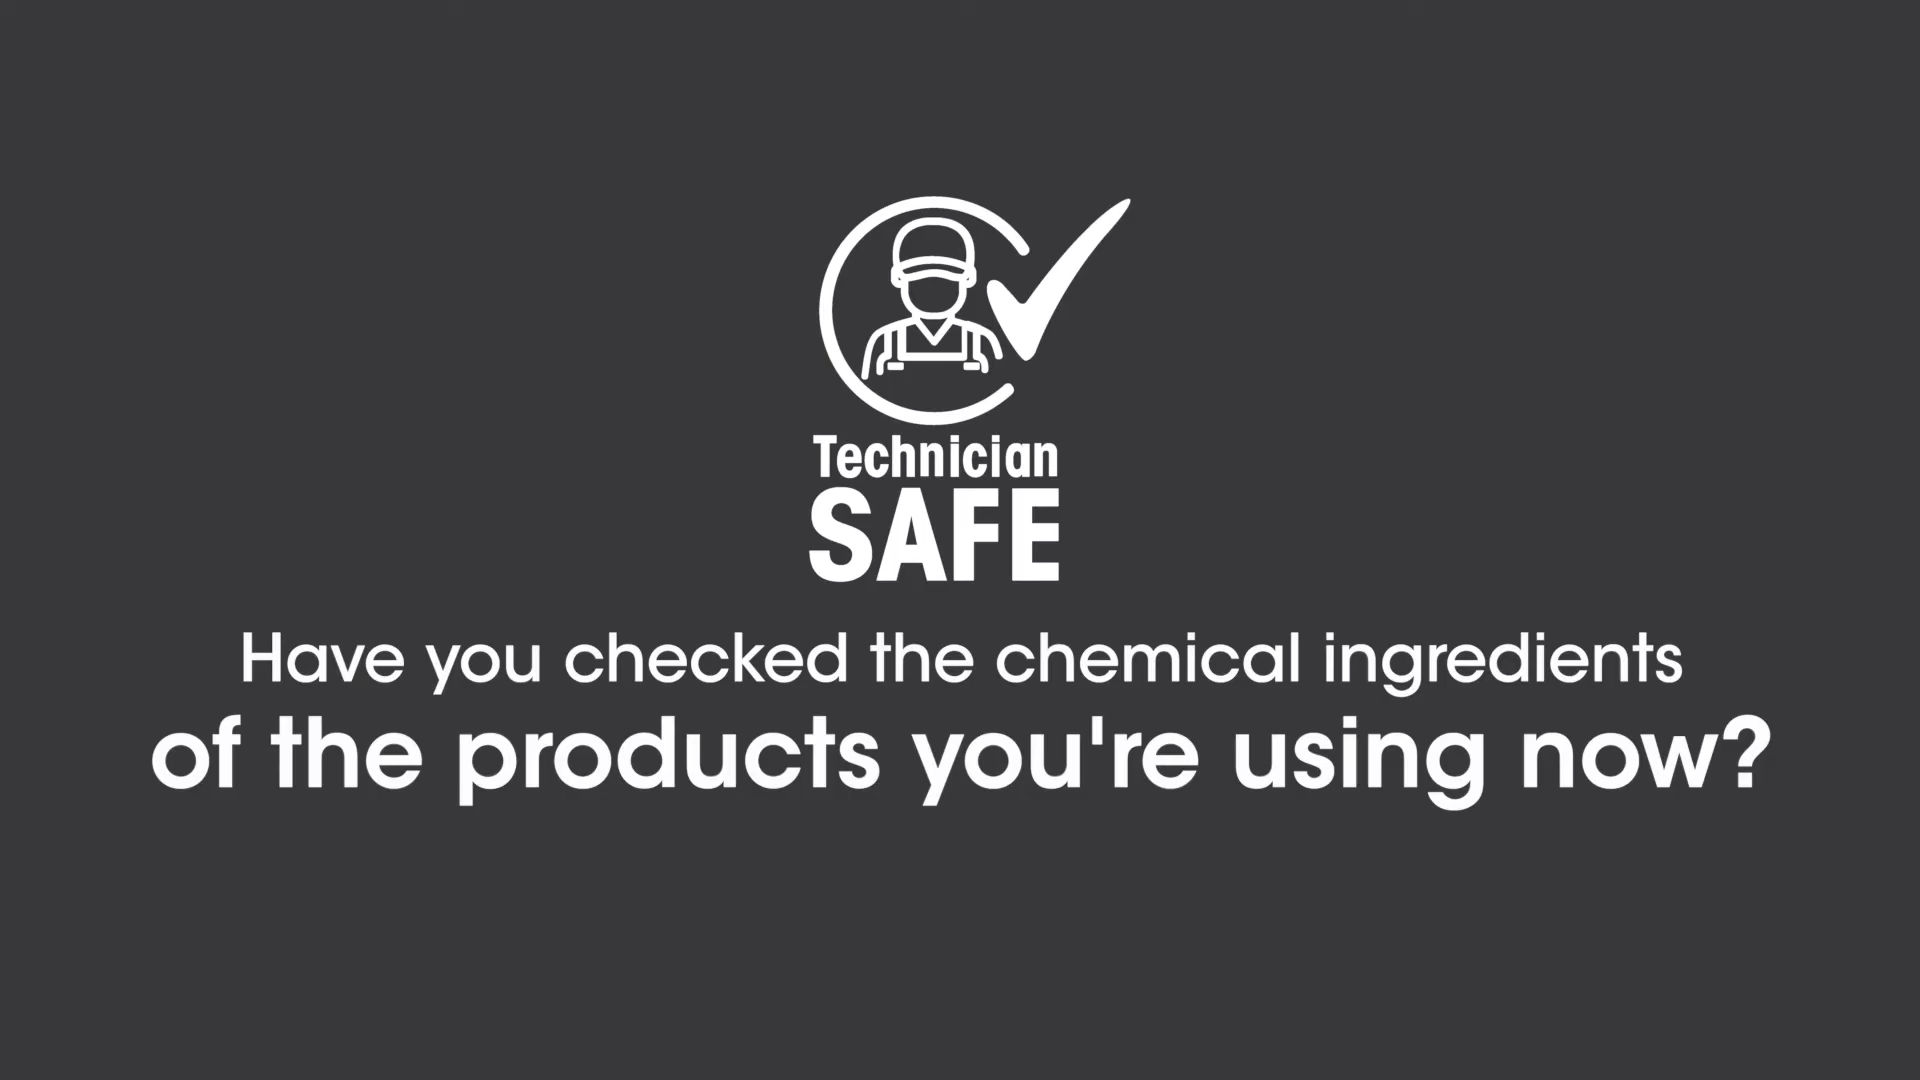 Technician
SAFE
Have you checked the chemical ingredients
of the products you're using now?